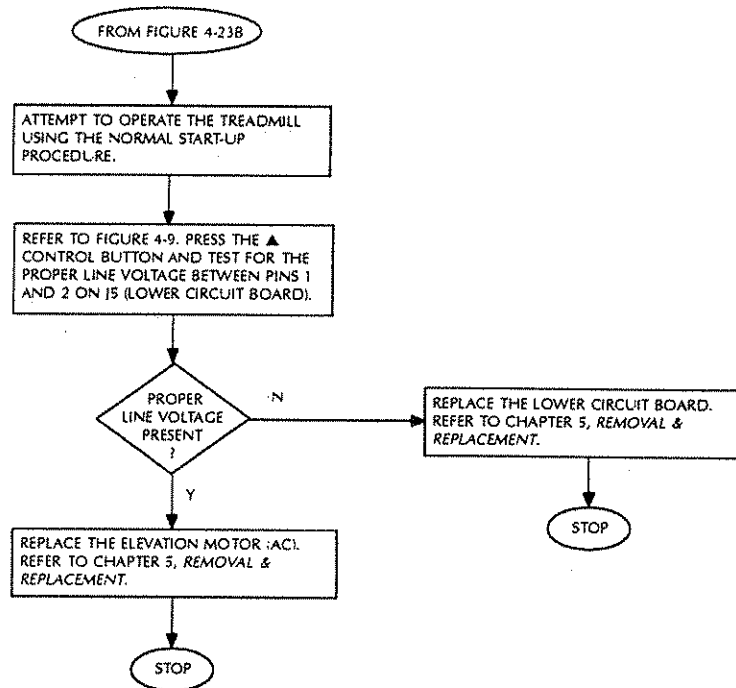 FROM FIGURE 4-23B
ATTEMPT TO OPERATE THE TREADMILL
USING THE NORMAL START-UP
PROCEDURE.
REFER TO FIGURE 4-9. PRESS THE ▲
CONTROL BUTTON AND TEST FOR THE
PROPER LINE VOLTAGE BETWEEN PINS 1
AND 2 ON J5 (LOWER CIRCUIT BOARD).
PROPER
LINE VOLTAGE
PRESENT
?
N
REPLACE THE LOWER CIRCUIT BOARD.
REFER TO CHAPTER 5, REMOVAL &
REPLACEMENT.
STOP
Y
REPLACE THE ELEVATION MOTOR (AC).
REFER TO CHAPTER 5, REMOVAL &
REPLACEMENT.
STOP